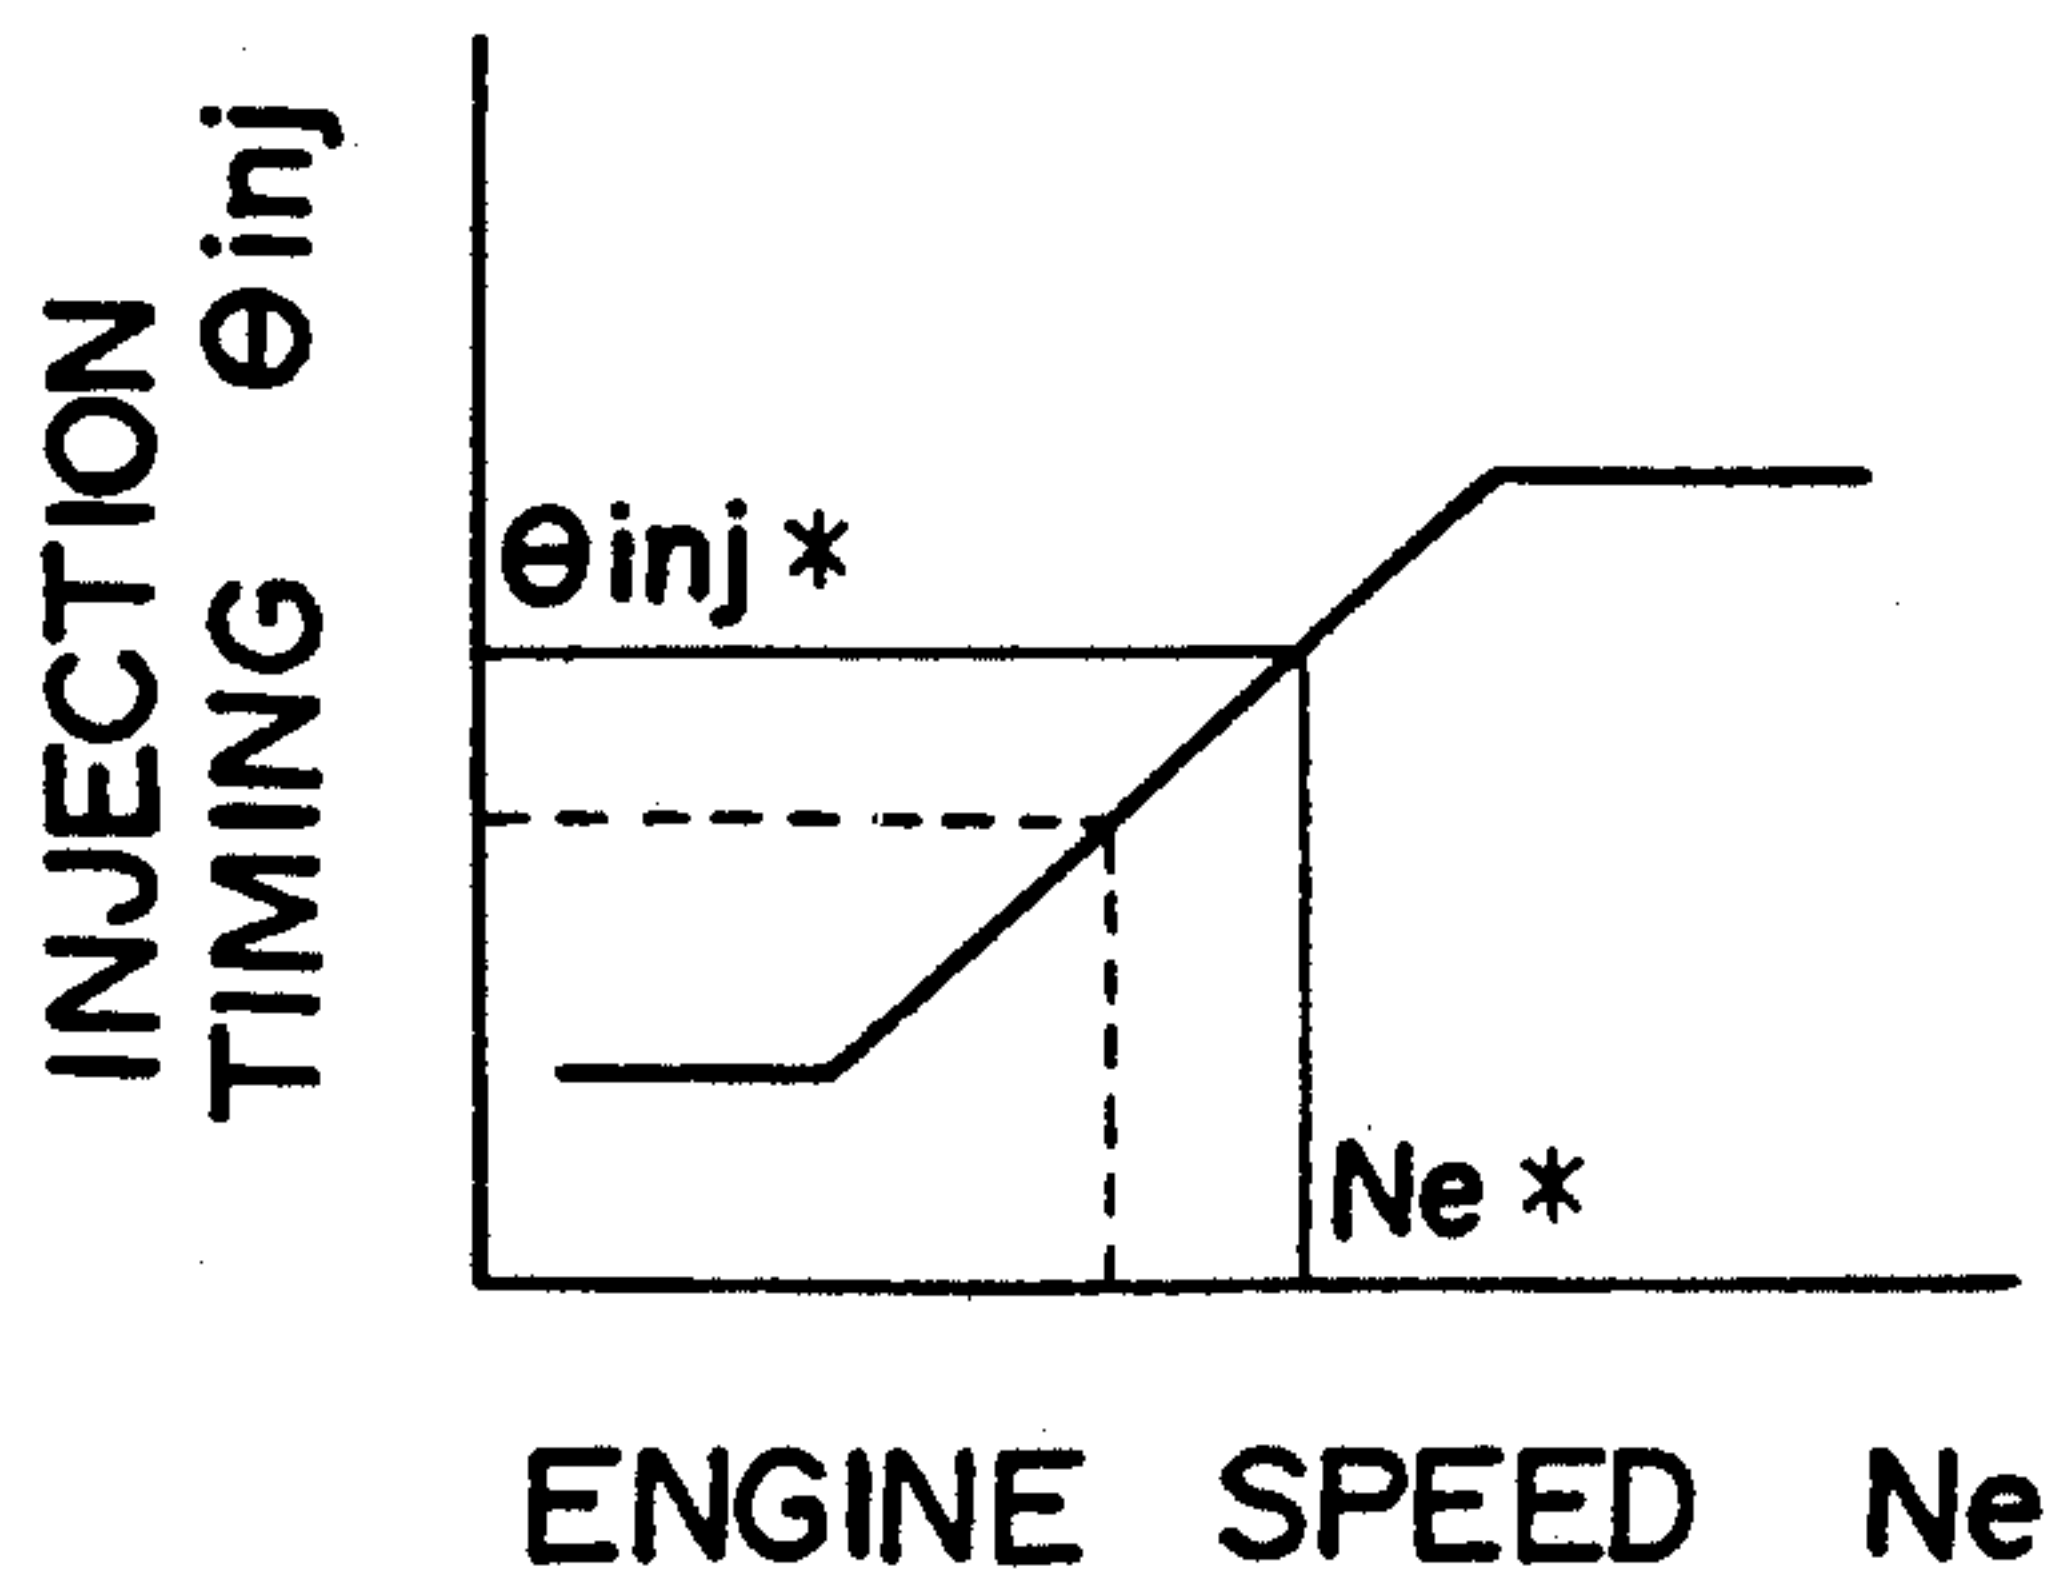 INJECTION
TIMING θinj
θinj*
Ne*
ENGINE SPEED Ne